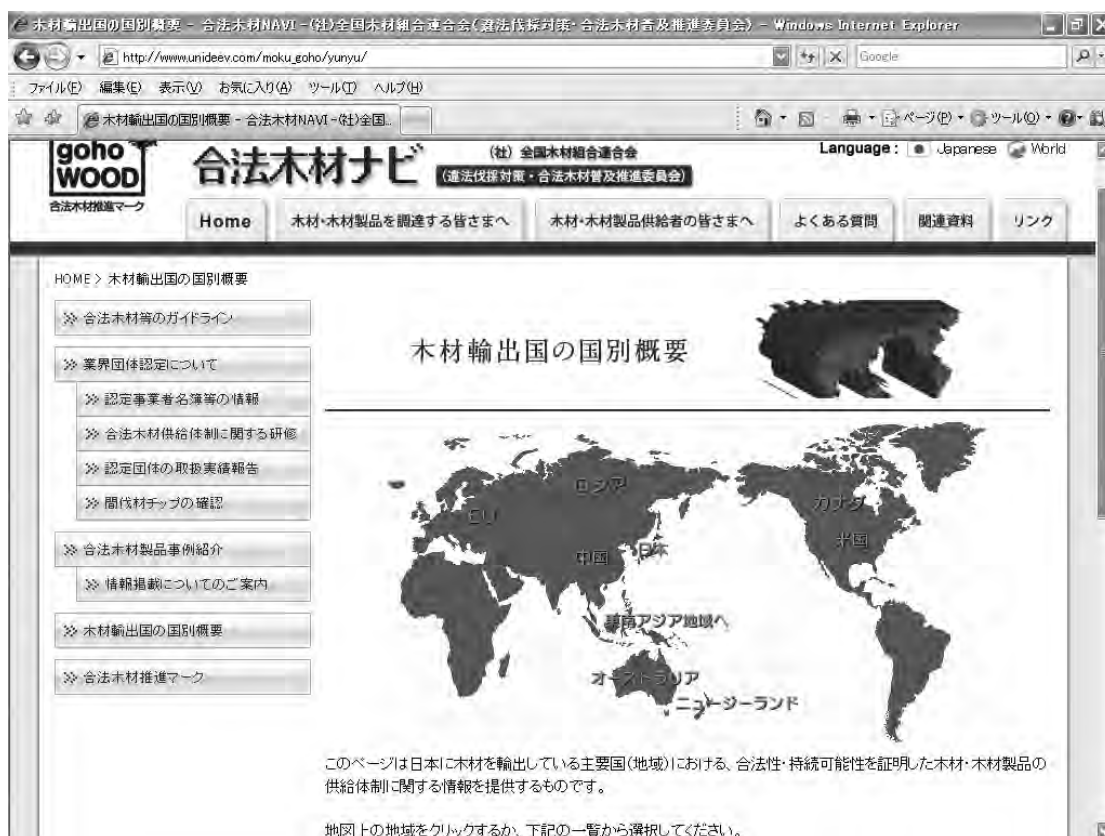 木材輸出国の国別概要 - 合法木材NAVI -(社)全国木材組合連合会(違法伐採対策・合法木材普及推進委員会) - Windows Internet Explorer
http://www.unideev.com/moku_goho/yunyu/
Google
ファイル(F) 編集(E) 表示(V) お気に入り(A) ツール(T) ヘルプ(H)
木材輸出国の国別概要 - 合法木材NAVI -(社)全国...
ページ(P) ツール(O)
goho WOOD
合法木材推進マーク
合法木材ナビ
(社) 全国木材組合連合会
(違法伐採対策・合法木材普及推進委員会)
Language : Japanese World
Home 木材・木材製品を調達する皆さまへ 木材・木材製品供給者の皆さまへ よくある質問 関連資料 リンク
HOME > 木材輸出国の国別概要
合法木材等のガイドライン
業界団体認定について
認定事業者名簿等の情報
合法木材供給体制に関する研修
認定団体の取扱実績報告
間伐材チップの確認
合法木材製品事例紹介
情報掲載についてのご案内
木材輸出国の国別概要
合法木材推進マーク
木材輸出国の国別概要
ロシア
EU
中国
日本
カナダ
米国
東南アジア地域へ
オーストラリア
ニュージーランド
このページは日本に木材を輸出している主要国(地域)における、合法性・持続可能性を証明した木材・木材製品の
供給体制に関する情報を提供するものです。
地図上の地域をクリックするか、下記の一覧から選択してください。